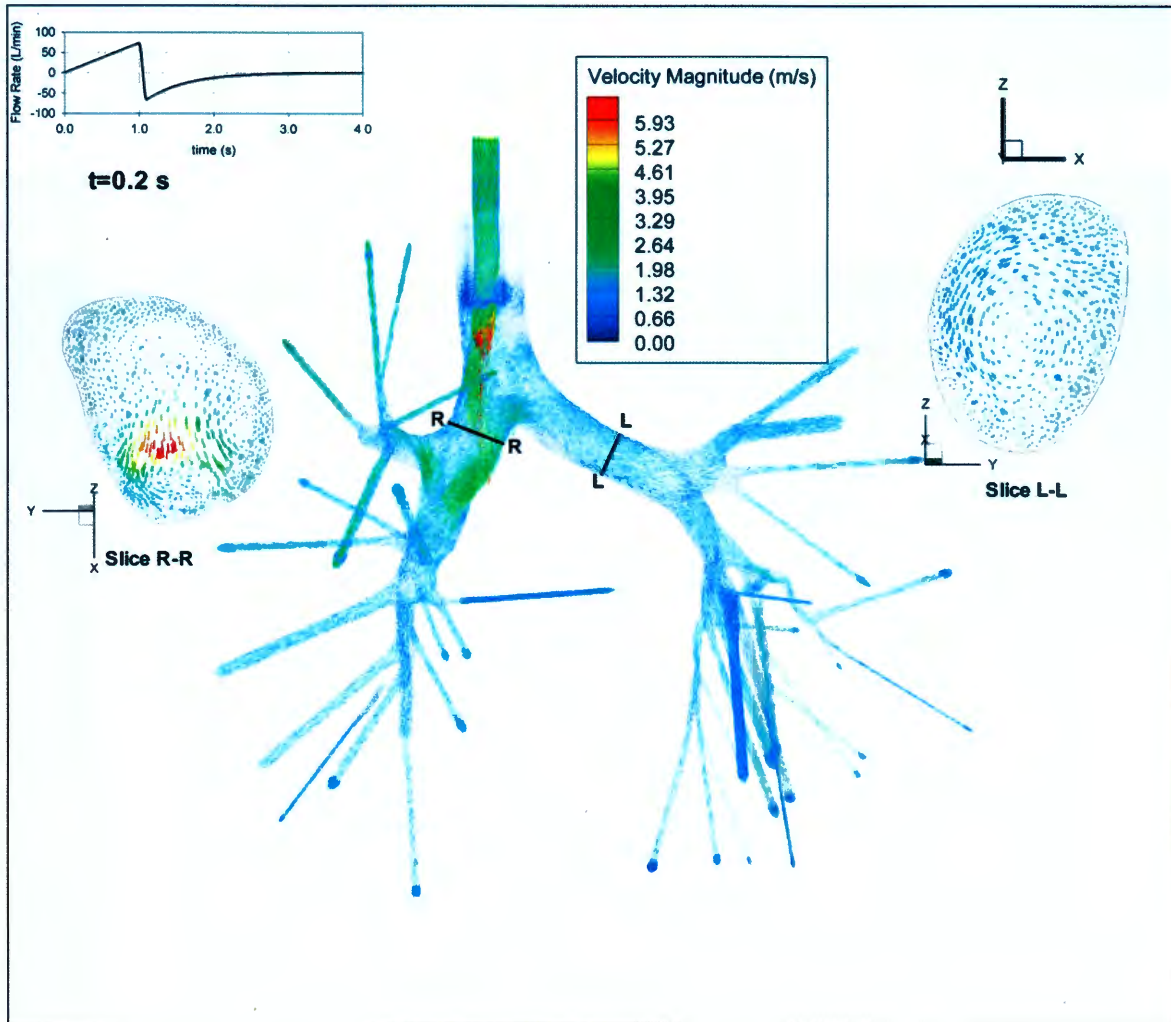 Flow Rate (L/min)
100
50
0
-50
-100
0.0 1.0 2.0 3.0 4.0
time (s)
t=0.2 s
Velocity Magnitude (m/s)
5.93
5.27
4.61
3.95
3.29
2.64
1.98
1.32
0.66
0.00
Z
Y X
R
R
L
L
Z
Y
X
Slice R-R
Z
X
Y
Slice L-L